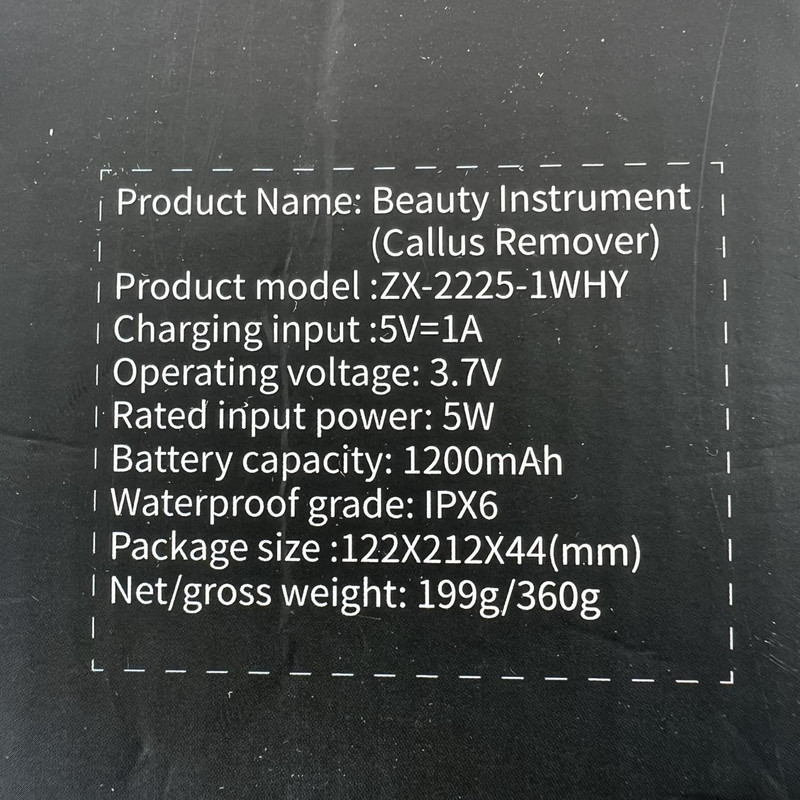 Product Name: Beauty Instrument
(Callus Remover)
Product model :ZX-2225-1WHY
Charging input :5V=1A
Operating voltage: 3.7V
Rated input power: 5W
Battery capacity: 1200mAh
Waterproof grade: IPX6
Package size :122X212X44(mm)
Net/gross weight: 199g/360g